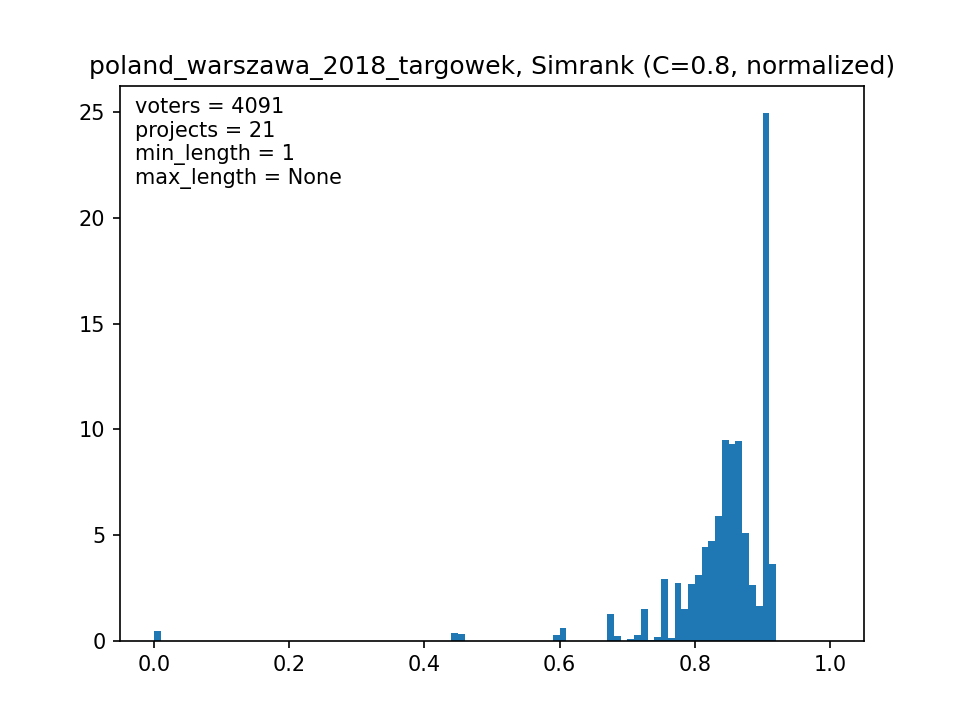 poland_warszawa_2018_targowek, Simrank (C=0.8, normalized)
voters = 4091
projects = 21
min_length = 1
max_length = None
25
20
15
10
5
0
0.0 0.2 0.4 0.6 0.8 1.0